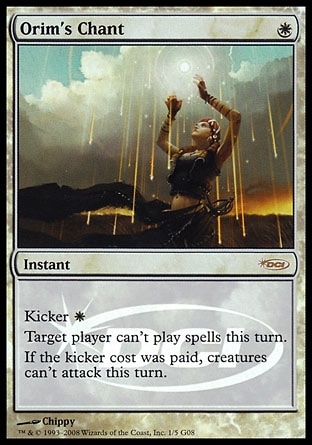 Orim's Chant
Instant
DCI
Kicker
Target player can't play spells this turn.
If the kicker cost was paid, creatures
can't attack this turn.
Chippy
™ & © 1993–2008 Wizards of the Coast, Inc. 1/5 G08